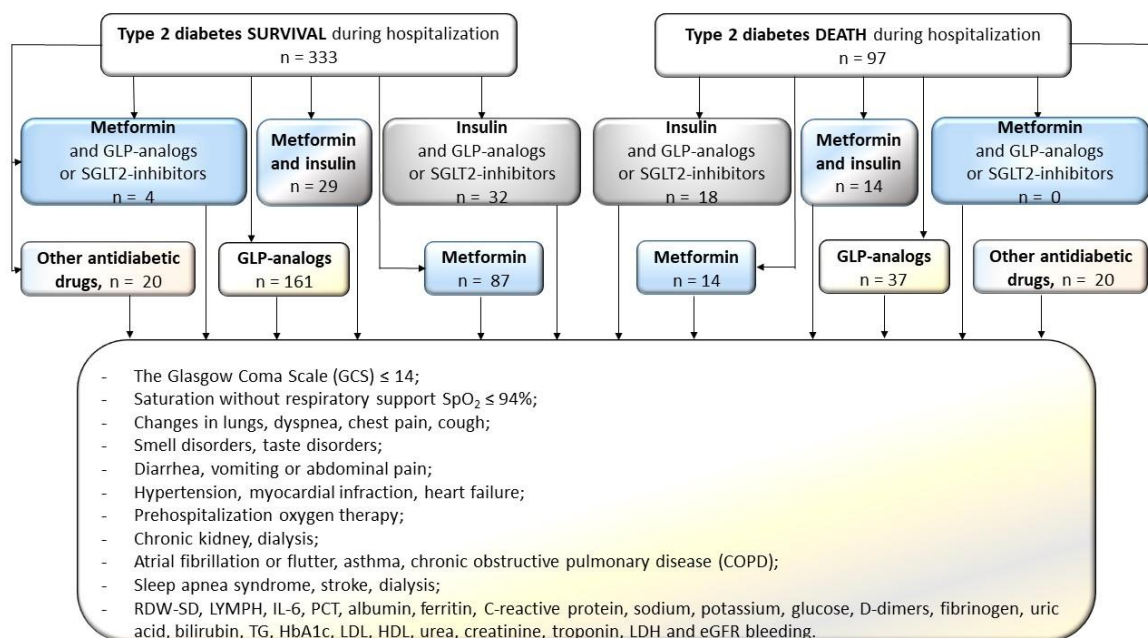 Type 2 diabetes SURVIVAL during hospitalization
n = 333
Type 2 diabetes DEATH during hospitalization
n = 97
Metformin
and GLP-analogs
or SGLT2-inhibitors
n = 4
Metformin
and insulin
n = 29
Insulin
and GLP-analogs
or SGLT2-inhibitors
n = 32
Insulin
and GLP-analogs
or SGLT2-inhibitors
n = 18
Metformin
and insulin
n = 14
Metformin
and GLP-analogs
or SGLT2-inhibitors
n = 0
Other antidiabetic
drugs, n = 20
GLP-analogs
n = 161
Metformin
n = 87
Metformin
n = 14
GLP-analogs
n = 37
Other antidiabetic
drugs, n = 20
- The Glasgow Coma Scale (GCS) ≤ 14;
- Saturation without respiratory support SpO₂ ≤ 94%;
- Changes in lungs, dyspnea, chest pain, cough;
- Smell disorders, taste disorders;
- Diarrhea, vomiting or abdominal pain;
- Hypertension, myocardial infraction, heart failure;
- Prehospitalization oxygen therapy;
- Chronic kidney, dialysis;
- Atrial fibrillation or flutter, asthma, chronic obstructive pulmonary disease (COPD);
- Sleep apnea syndrome, stroke, dialysis;
- RDW-SD, LYMPH, IL-6, PCT, albumin, ferritin, C-reactive protein, sodium, potassium, glucose, D-dimers, fibrinogen, uric
acid, bilirubin, TG, HbA1c, LDL, HDL, urea, creatinine, troponin, LDH and eGFR bleeding.